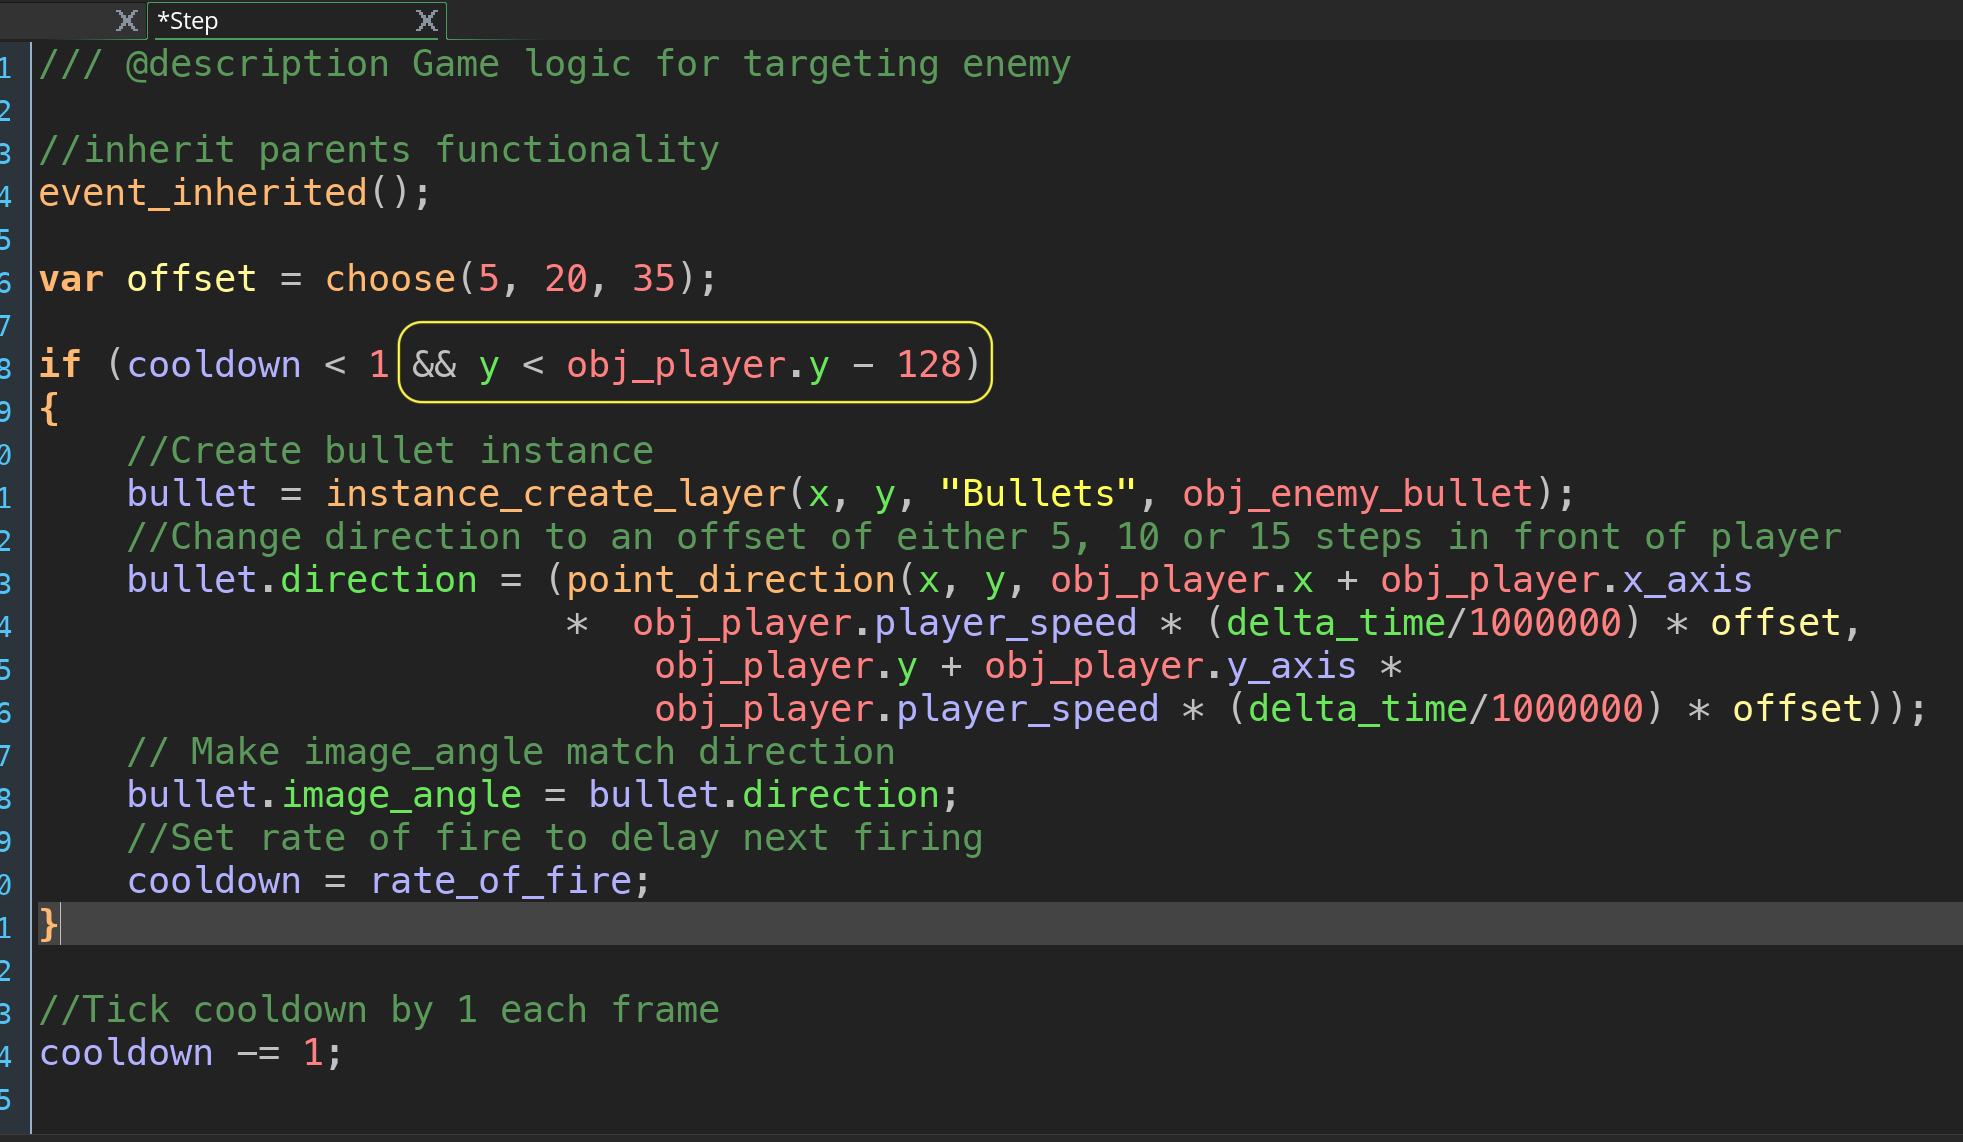 *Step
1 /// @description Game logic for targeting enemy
2
3 //inherit parents functionality
4 event_inherited();
5
6 var offset = choose(5, 20, 35);
7
8 if (cooldown < 1 && y < obj_player.y - 128)
9 {
0 //Create bullet instance
1 bullet = instance_create_layer(x, y, "Bullets", obj_enemy_bullet);
2 //Change direction to an offset of either 5, 10 or 15 steps in front of player
3 bullet.direction = (point_direction(x, y, obj_player.x + obj_player.x_axis
4 * obj_player.player_speed * (delta_time/1000000) * offset,
5 obj_player.y + obj_player.y_axis *
6 obj_player.player_speed * (delta_time/1000000) * offset));
7 // Make image_angle match direction
8 bullet.image_angle = bullet.direction;
9 //Set rate of fire to delay next firing
0 cooldown = rate_of_fire;
1 }
2
3 //Tick cooldown by 1 each frame
4 cooldown -= 1;
5